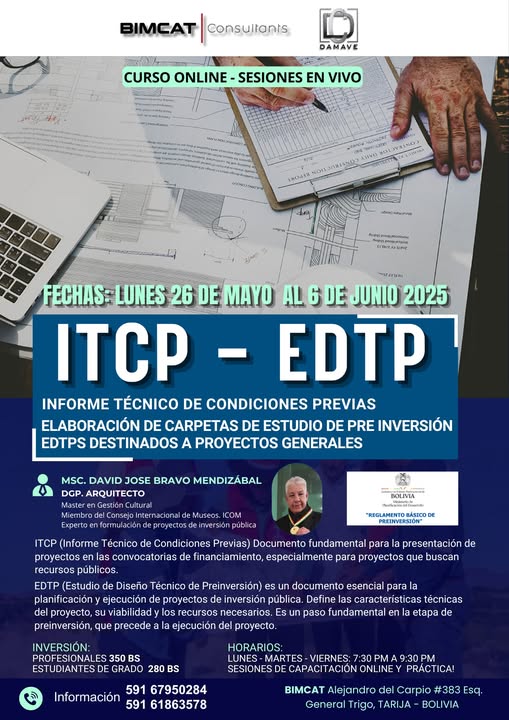 BIMCAT Consultants
DAMAVE
CURSO ONLINE - SESIONES EN VIVO
CONTRACTOR DAILY CONSTRUCTION REPORT
FECHAS: LUNES 26 DE MAYO AL 6 DE JUNIO 2025
ITCP - EDTP
INFORME TÉCNICO DE CONDICIONES PREVIAS
ELABORACIÓN DE CARPETAS DE ESTUDIO DE PRE INVERSIÓN
EDTPS DESTINADOS A PROYECTOS GENERALES
MSC. DAVID JOSE BRAVO MENDIZÁBAL
DGP. ARQUITECTO
Master en Gestión Cultural
Miembro del Consejo Internacional de Museos. ICOM
Experto en formulación de proyectos de inversión pública
BOLIVIA
"REGLAMENTO BÁSICO DE
PREINVERSIÓN"
ITCP (Informe Técnico de Condiciones Previas) Documento fundamental para la presentación de
proyectos en las convocatorias de financiamiento, especialmente para proyectos que buscan
recursos públicos.
EDTP (Estudio de Diseño Técnico de Preinversión) es un documento esencial para la
planificación y ejecución de proyectos de inversión pública. Define las características técnicas
del proyecto, su viabilidad y los recursos necesarios. Es un paso fundamental en la etapa de
preinversión, que precede a la ejecución del proyecto.
INVERSIÓN:
PROFESIONALES 350 BS
ESTUDIANTES DE GRADO 280 BS
HORARIOS:
LUNES - MARTES - VIERNES: 7:30 PM A 9:30 PM
SESIONES DE CAPACITACIÓN ONLINE Y PRÁCTICA!
Información 591 67950284
591 61863578
BIMCAT Alejandro del Carpio #383 Esq.
General Trigo, TARIJA - BOLIVIA